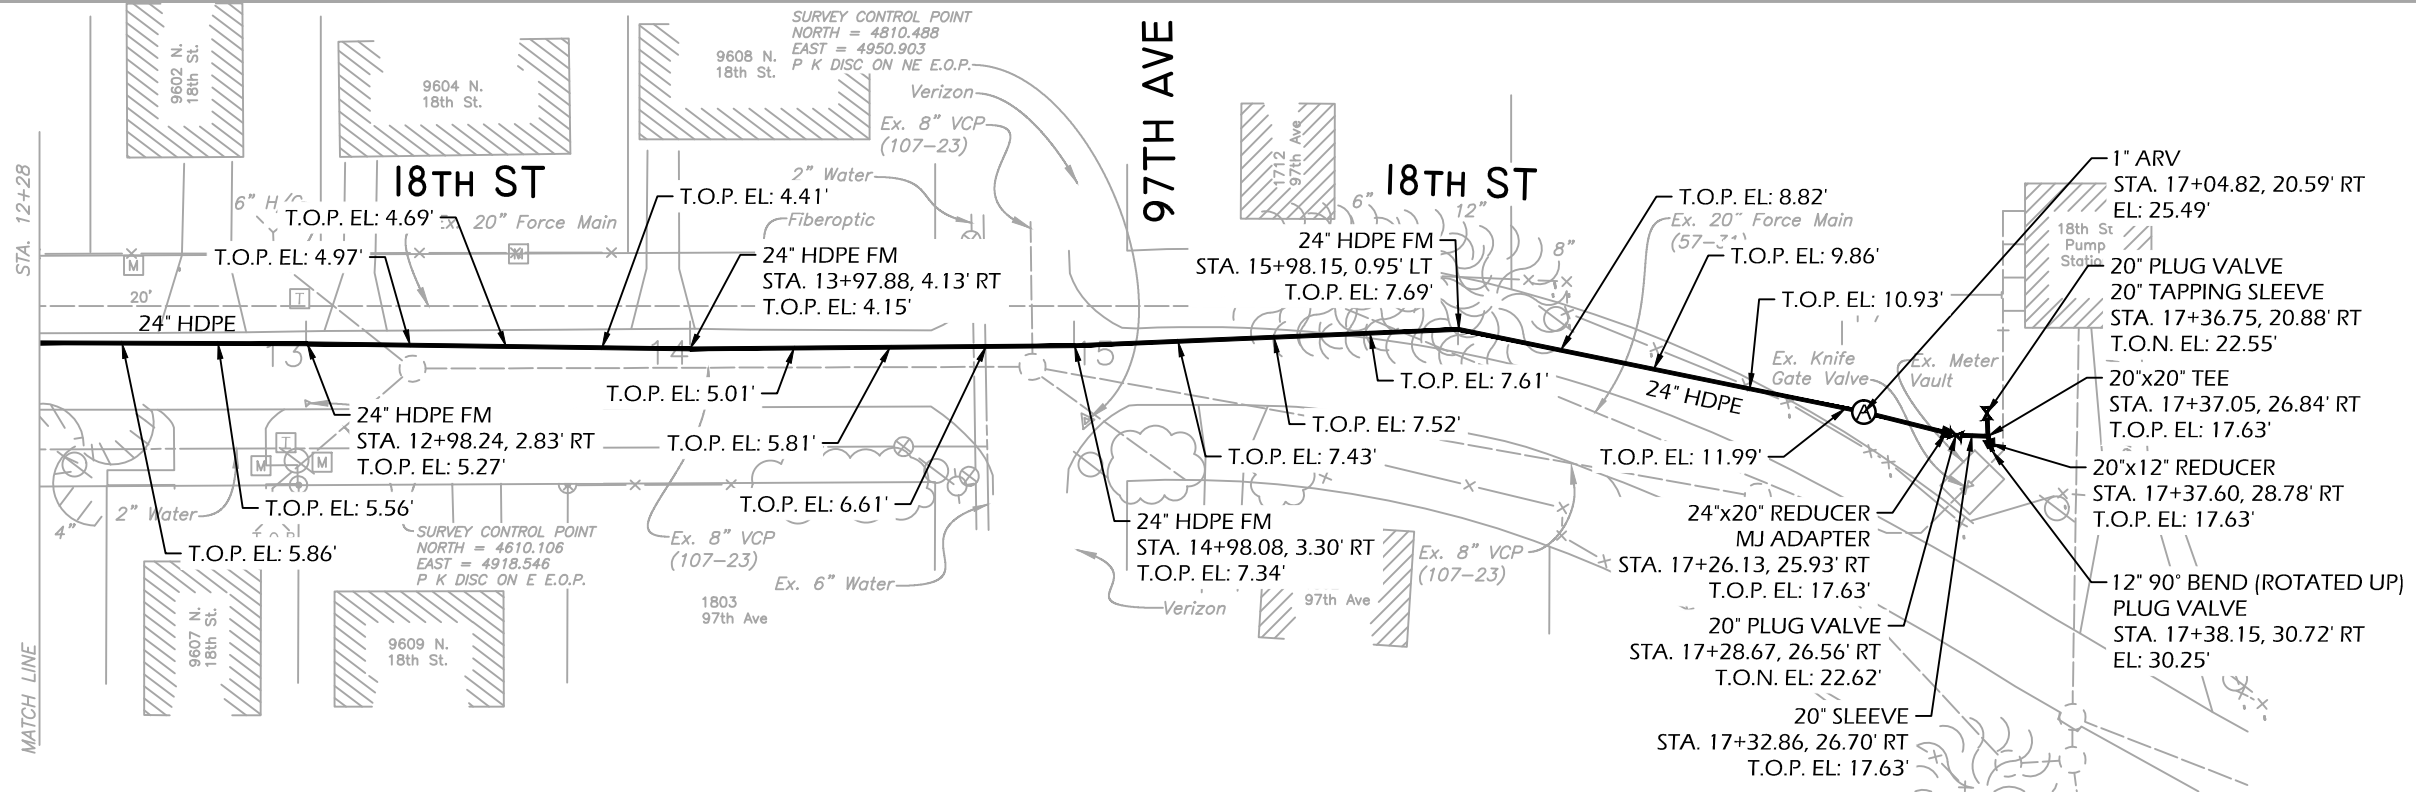 SURVEY CONTROL POINT
NORTH = 4810.488
EAST = 4950.903
P K DISC ON NE E.O.P.
9602 N.
18th St.
9604 N.
18th St.
9608 N.
18th St.
Verizon
Ex. 8" VCP
(107-23)
97TH AVE
1712
97th Ave
STA. 12+28
MATCH LINE
18TH ST
18TH ST
6" H/
T.O.P. EL: 4.69'
Ex. 20" Force Main
T.O.P. EL: 4.97'
T.O.P. EL: 4.41'
2" Water
Fiberoptic
24" HDPE FM
STA. 13+97.88, 4.13' RT
T.O.P. EL: 4.15'
24" HDPE FM
STA. 15+98.15, 0.95' LT
T.O.P. EL: 7.69'
6"
12"
8"
T.O.P. EL: 8.82'
Ex. 20" Force Main
T.O.P. EL: 9.86'
T.O.P. EL: 10.93'
1" ARV
STA. 17+04.82, 20.59' RT
EL: 25.49'
18th St
Pump
Statio
20" PLUG VALVE
20" TAPPING SLEEVE
STA. 17+36.75, 20.88' RT
T.O.N. EL: 22.55'
20"x20" TEE
STA. 17+37.05, 26.84' RT
T.O.P. EL: 17.63'
20"x12" REDUCER
STA. 17+37.60, 28.78' RT
T.O.P. EL: 17.63'
12" 90° BEND (ROTATED UP)
PLUG VALVE
STA. 17+38.15, 30.72' RT
EL: 30.25'
M
M
T
20'
24" HDPE
13
14
15
24" HDPE
A
Ex. Knife
Gate Valve
Ex. Meter
Vault
T.O.P. EL: 5.01'
T.O.P. EL: 7.61'
24" HDPE FM
STA. 12+98.24, 2.83' RT
T.O.P. EL: 5.27'
T.O.P. EL: 5.81'
T.O.P. EL: 7.52'
T.O.P. EL: 7.43'
T.O.P. EL: 11.99'
T
M
M
T.O.P. EL: 5.56'
T.O.P. EL: 6.61'
2" Water
4"
T.O.P. EL: 5.86'
SURVEY CONTROL POINT
NORTH = 4610.106
EAST = 4918.546
P K DISC ON E E.O.P.
Ex. 8" VCP
(107-23)
Ex. 6" Water
24" HDPE FM
STA. 14+98.08, 3.30' RT
T.O.P. EL: 7.34'
Verizon
Ex. 8" VCP
(107-23)
97th Ave
24"x20" REDUCER
MJ ADAPTER
STA. 17+26.13, 25.93' RT
T.O.P. EL: 17.63'
20" PLUG VALVE
STA. 17+28.67, 26.56' RT
T.O.N. EL: 22.62'
20" SLEEVE
STA. 17+32.86, 26.70' RT
T.O.P. EL: 17.63'
9607 N.
18th St.
9609 N.
18th St.
1803
97th Ave